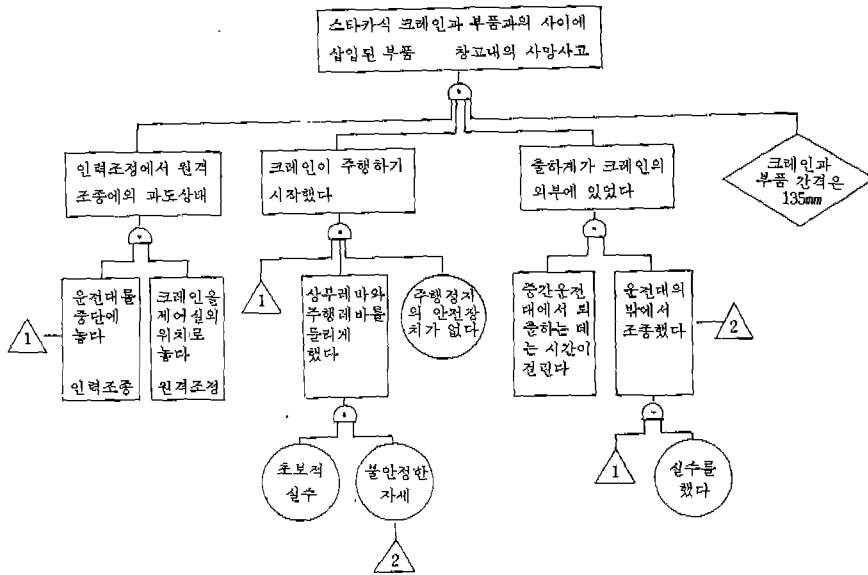 스타카식 크레인과 부품과의 사이에
삽입된 부품 창고내의 사망사고
인력조정에서 원격
조종에의 과도상태
크레인이 주행하기
시작했다
출하계가 크레인의
외부에 있었다
크레인과
부품 간격은
135mm
운전대를
중단에
놓다
인력조종
크레인을
제어실의
위치로
놓다
원격조정
1
1
상부레마와
주행레바를
틀리게
했다
주행정지
의 안전장
치가 없다
중간운전
대에서 퇴
출하는 데
는 시간이
걸린다
운전대의
밖에서
조종했다
2
초보적
실수
불안정한
자세
2
1
실수를
했다